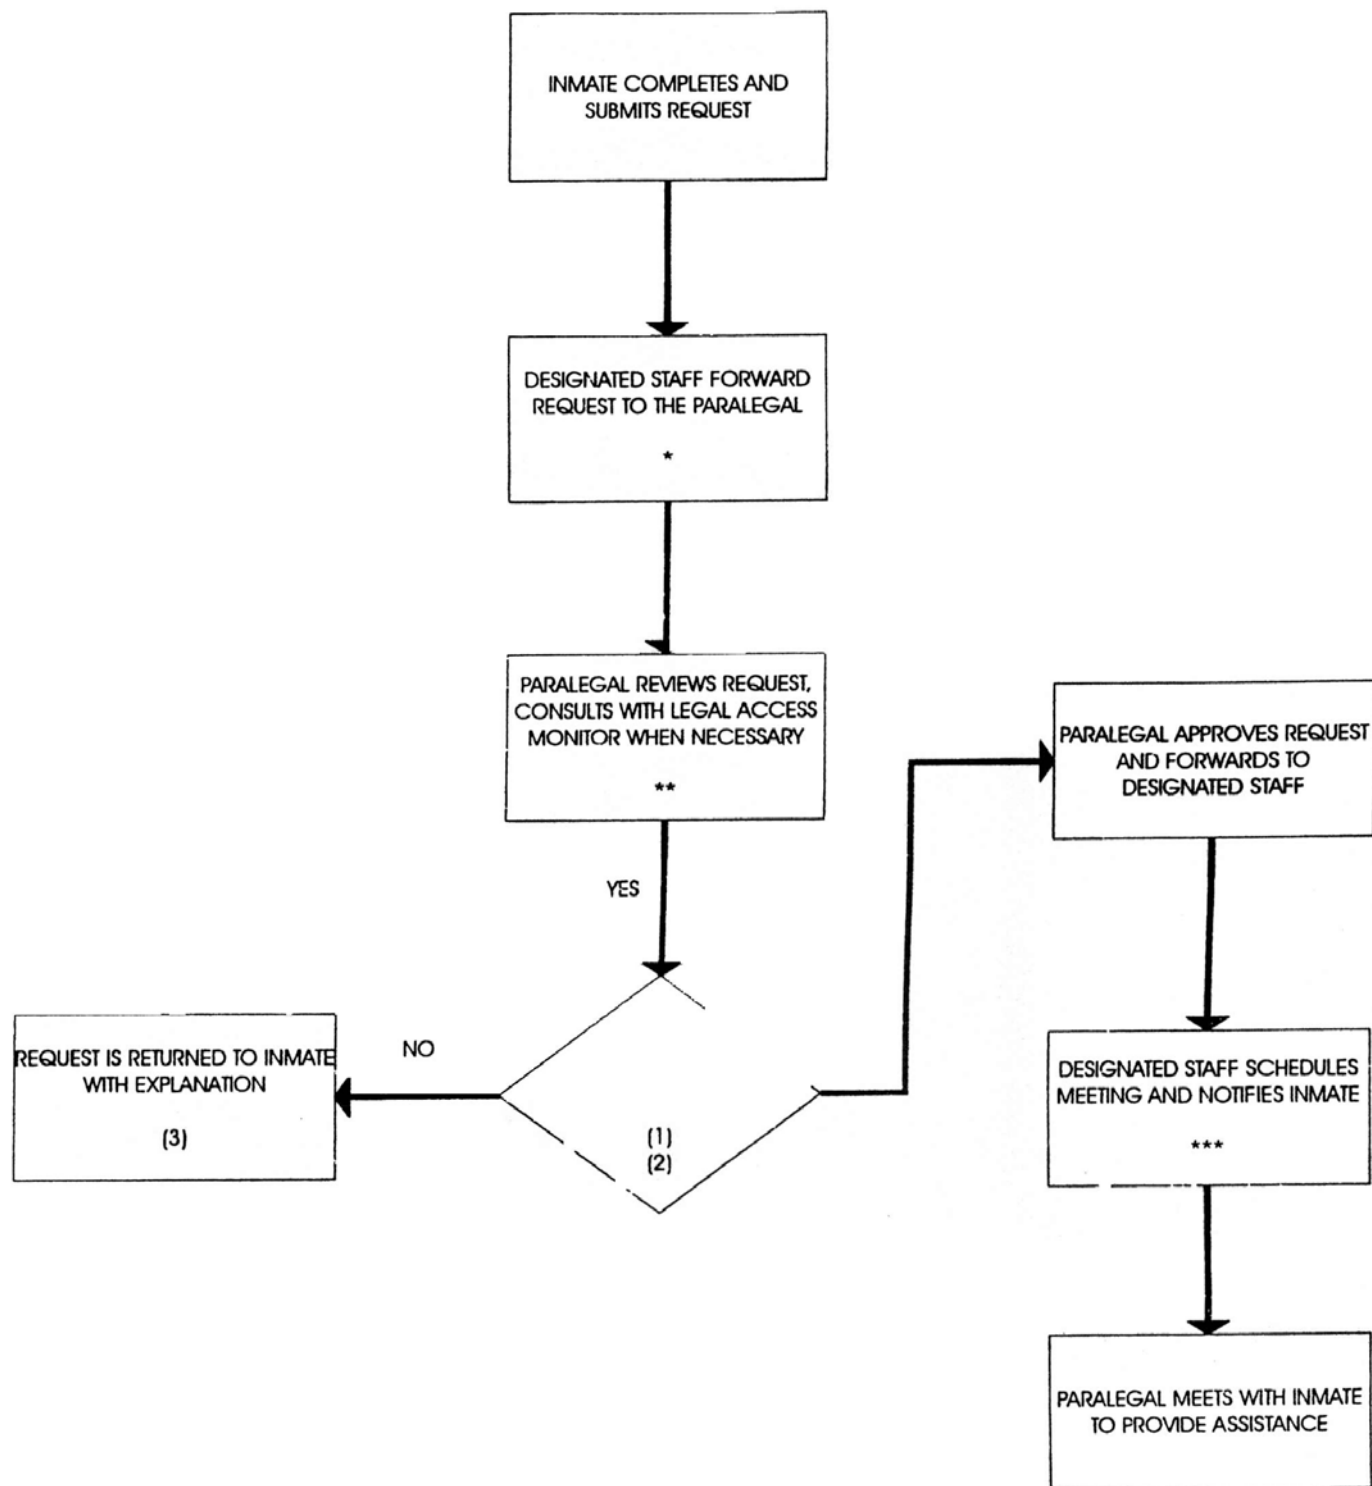 INMATE COMPLETES AND
SUBMITS REQUEST
DESIGNATED STAFF FORWARD
REQUEST TO THE PARALEGAL
*
PARALEGAL REVIEWS REQUEST,
CONSULTS WITH LEGAL ACCESS
MONITOR WHEN NECESSARY
**
YES
NO
REQUEST IS RETURNED TO INMATE
WITH EXPLANATION
(3)
(1)
(2)
PARALEGAL APPROVES REQUEST
AND FORWARDS TO
DESIGNATED STAFF
DESIGNATED STAFF SCHEDULES
MEETING AND NOTIFIES INMATE
***
PARALEGAL MEETS WITH INMATE
TO PROVIDE ASSISTANCE